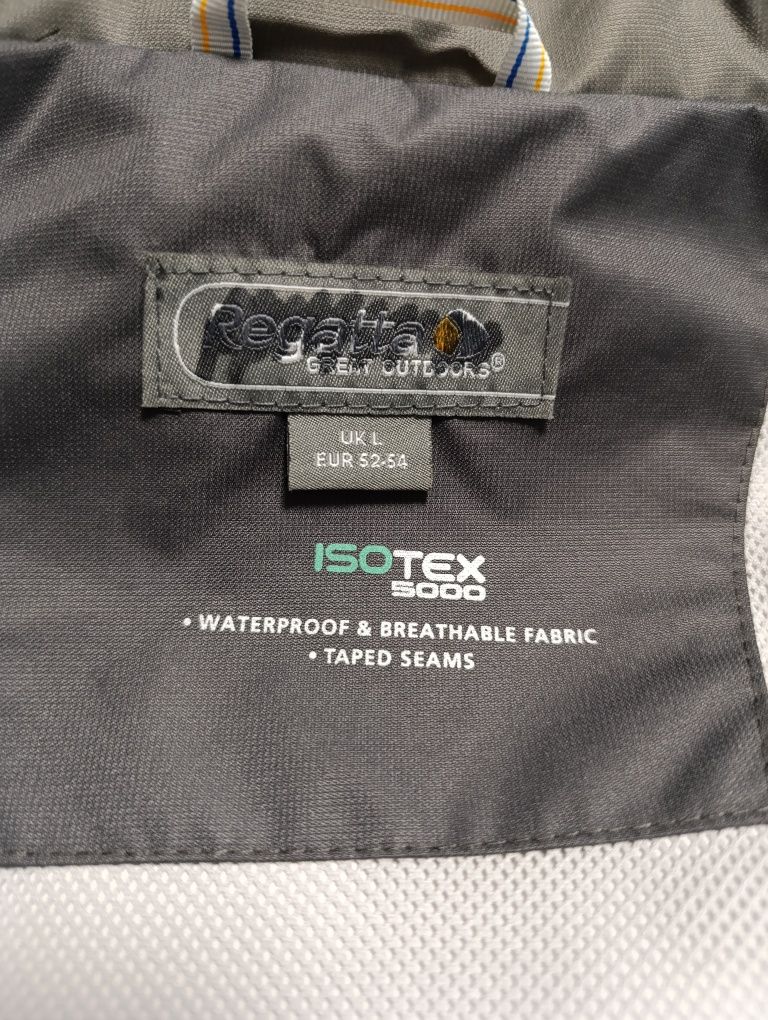 Regatta
GREAT OUTDOORS®
UK L
EUR 52-54
ISOTEX
5000
• WATERPROOF & BREATHABLE FABRIC
• TAPED SEAMS